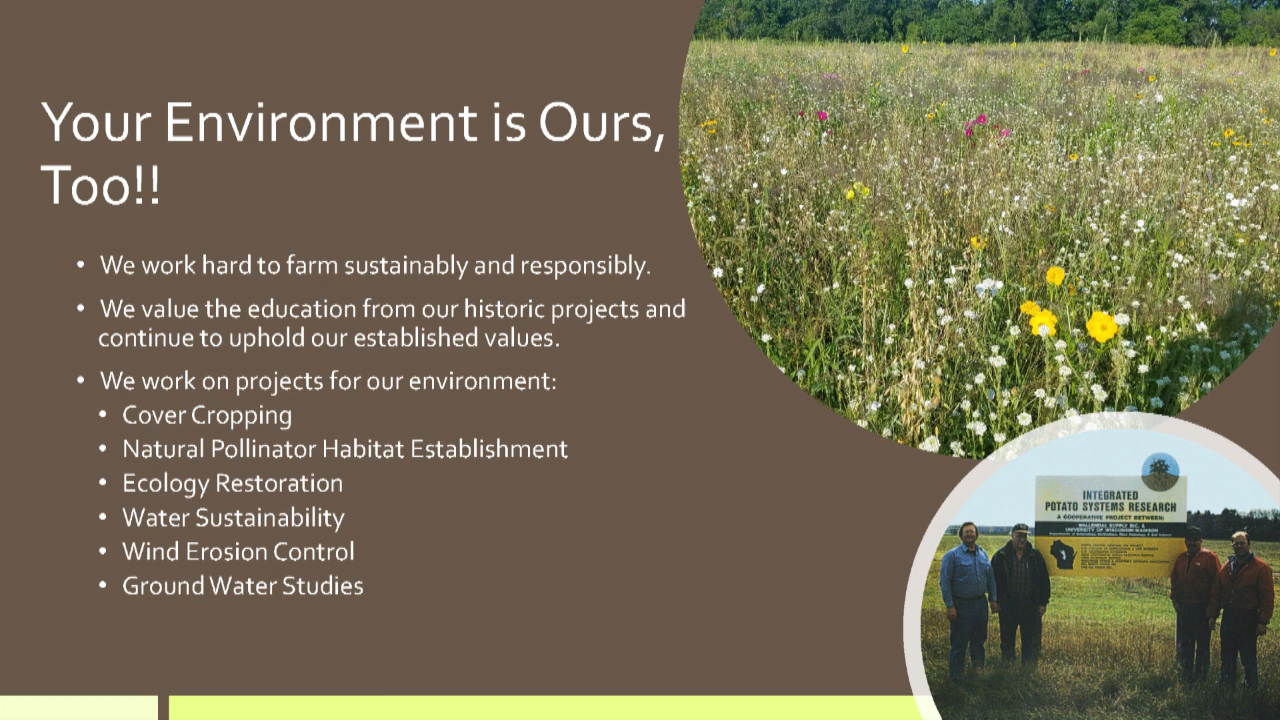 Your Environment is Ours,
Too!!
• We work hard to farm sustainably and responsibly.
• We value the education from our historic projects and
continue to uphold our established values.
• We work on projects for our environment:
• Cover Cropping
• Natural Pollinator Habitat Establishment
• Ecology Restoration
• Water Sustainability
• Wind Erosion Control
• Ground Water Studies
INTEGRATED
POTATO SYSTEMS RESEARCH
A COOPERATIVE PROJECT BETWEEN:
WALLENDAL SUPPLY INC. &
UNIVERSITY OF WISCONSIN-MADISON